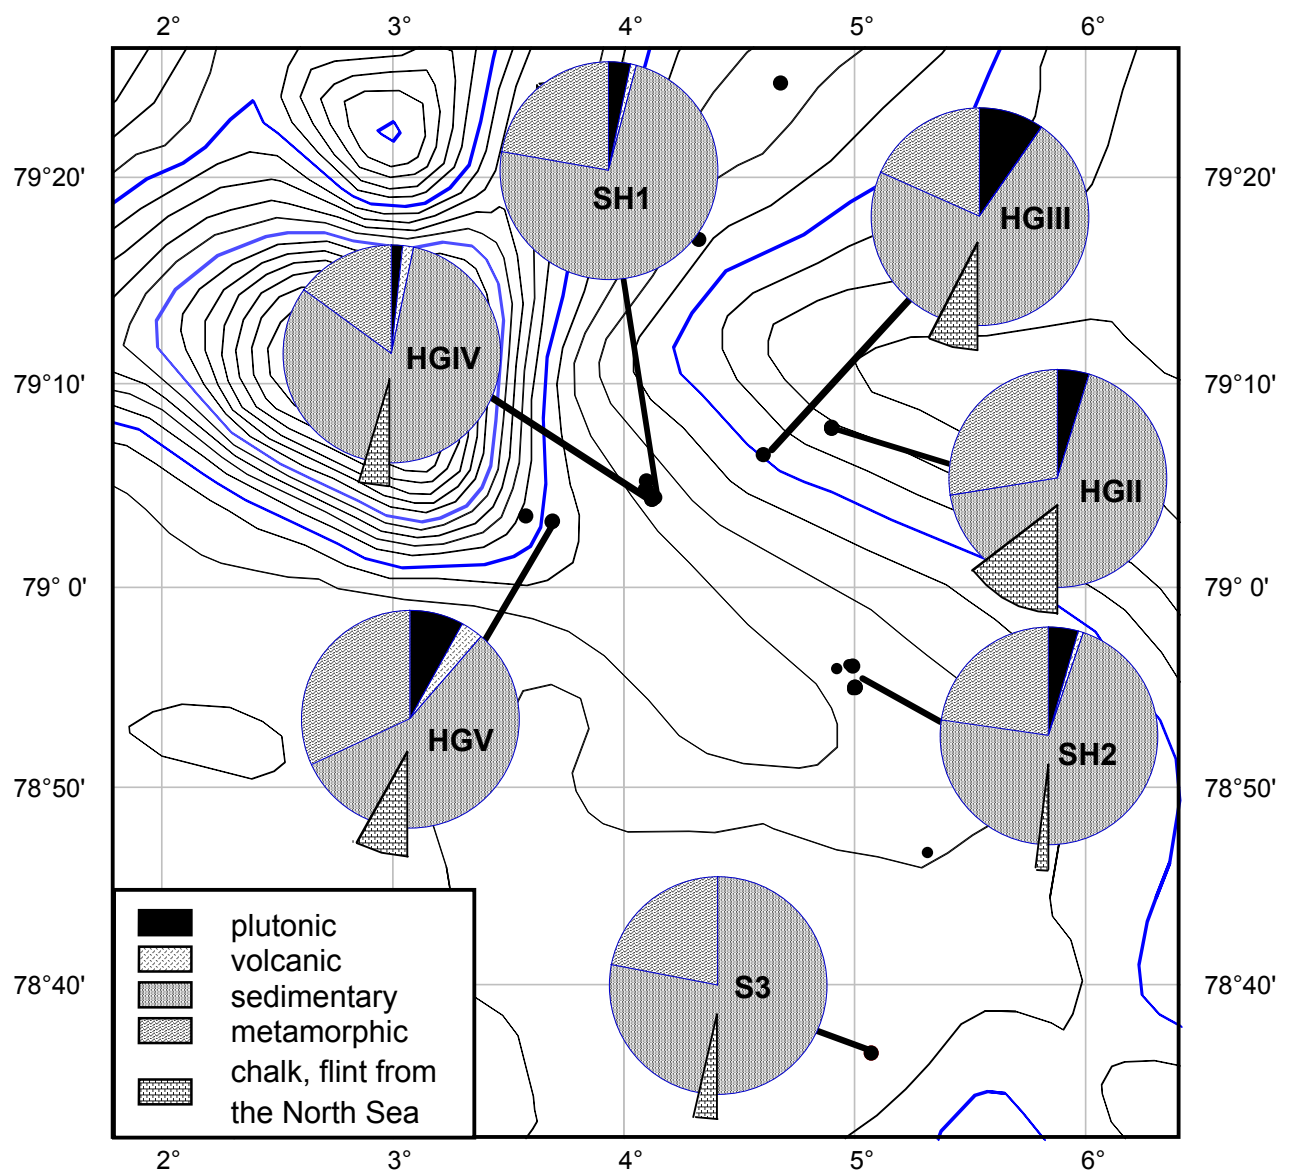 2° 3° 4° 5° 6°
79°20' 79°20'
SH1
HGIII
HGIV
79°10' 79°10'
HGII
79° 0' 79° 0'
HGV
SH2
78°50' 78°50'
plutonic
volcanic
sedimentary
metamorphic
chalk, flint from
the North Sea
S3
78°40' 78°40'
2° 3° 4° 5° 6°